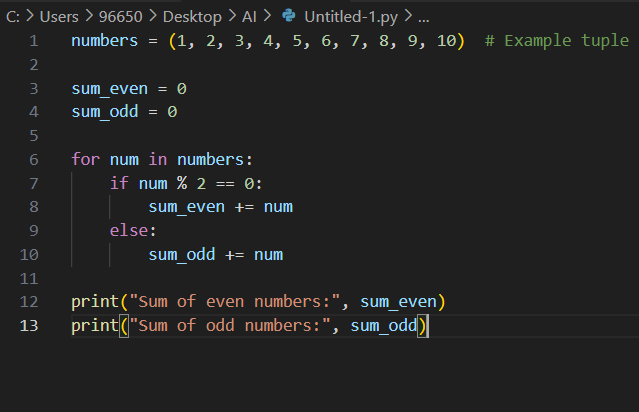 C: > Users > 96650 > Desktop > AI > Untitled-1.py > ...
1 numbers = (1, 2, 3, 4, 5, 6, 7, 8, 9, 10)  # Example tuple
2
3 sum_even = 0
4 sum_odd = 0
5
6 for num in numbers:
7     if num % 2 == 0:
8         sum_even += num
9     else:
10         sum_odd += num
11
12 print("Sum of even numbers:", sum_even)
13 print("Sum of odd numbers:", sum_odd)